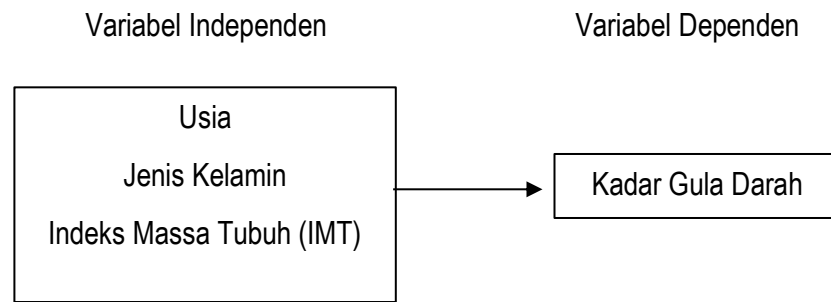 Variabel Independen
Variabel Dependen
Usia
Jenis Kelamin
Indeks Massa Tubuh (IMT)
Kadar Gula Darah